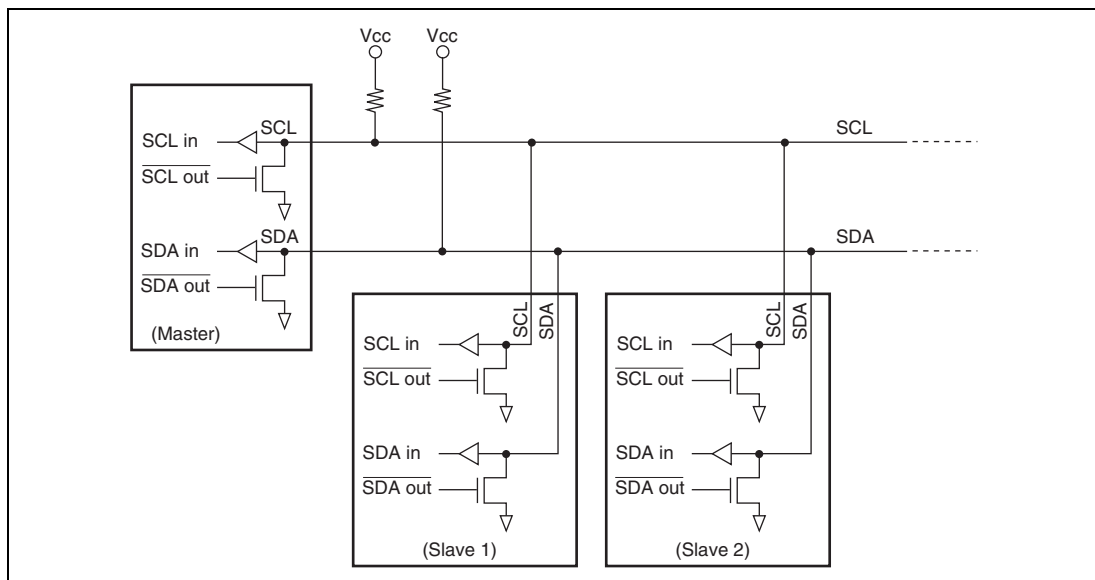 Vcc Vcc
SCL in SCL SCL
SCL out
SDA in SDA SDA
SDA out
(Master)
SCL SDA
SCL in
SCL out
SDA in
SDA out
(Slave 1)
SCL SDA
SCL in
SCL out
SDA in
SDA out
(Slave 2)